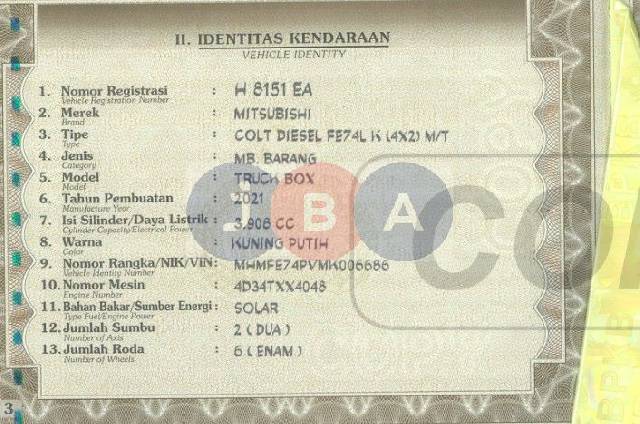 II. IDENTITAS KENDARAAN
VEHICLE IDENTITY
1. Nomor Registrasi : H 8151 EA
Vehicle Registration Number
2. Merek : MITSUBISHI
Brand
3. Tipe : COLT DIESEL FE74L K (4X2) M/T
Type
4. Jenis : MB. BARANG
Category
5. Model : TRUCK BOX
Model
6. Tahun Pembuatan : 2021
Manufacture Year
7. Isi Silinder/Daya Listrik : 3.908 CC
Cylinder Capacity/Electrical Power
8. Warna : KUNING PUTIH
Color
9. Nomor Rangka/NIK/VIN : MHMFE74PVMK006686
Vehicle Identity Number
10. Nomor Mesin : 4D34TXX4048
Engine Number
11. Bahan Bakar/Sumber Energi : SOLAR
Type Fuel/Engine Power
12. Jumlah Sumbu : 2 ( DUA )
Number of Axis
13. Jumlah Roda : 6 ( ENAM )
Number of Wheels
3
JBA